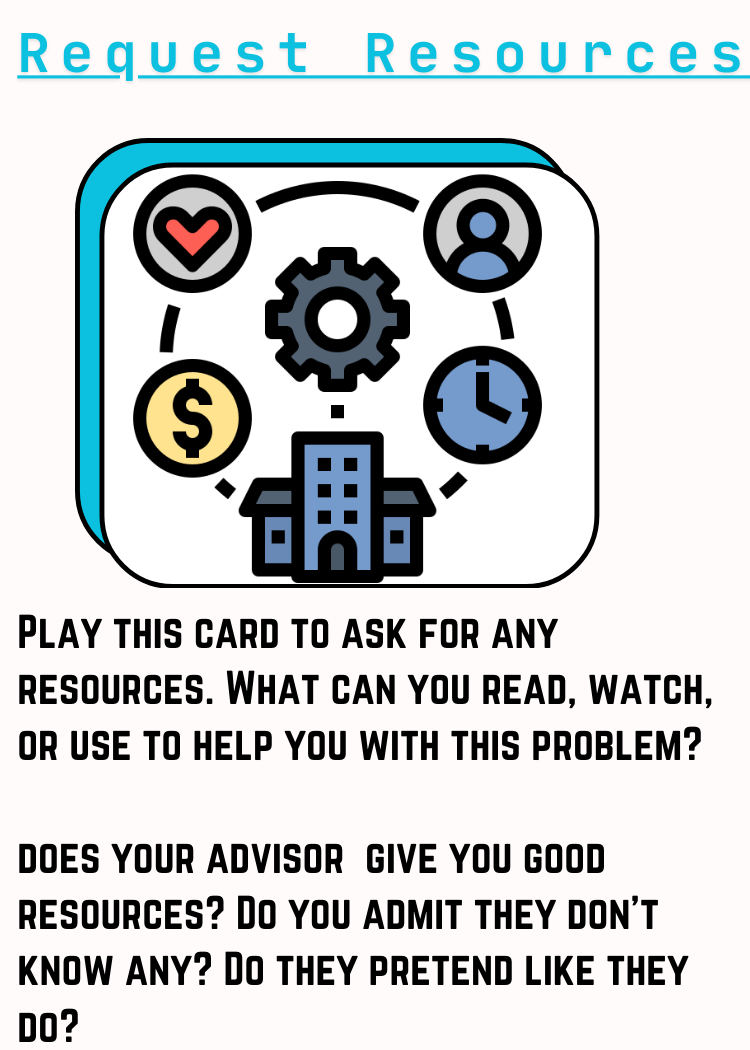 Request Resources
$
Play this card to ask for any
resources. What can you read, watch,
or use to help you with this problem?
does your advisor  give you good
resources? Do you admit they don't
know any? Do they pretend like they
do?